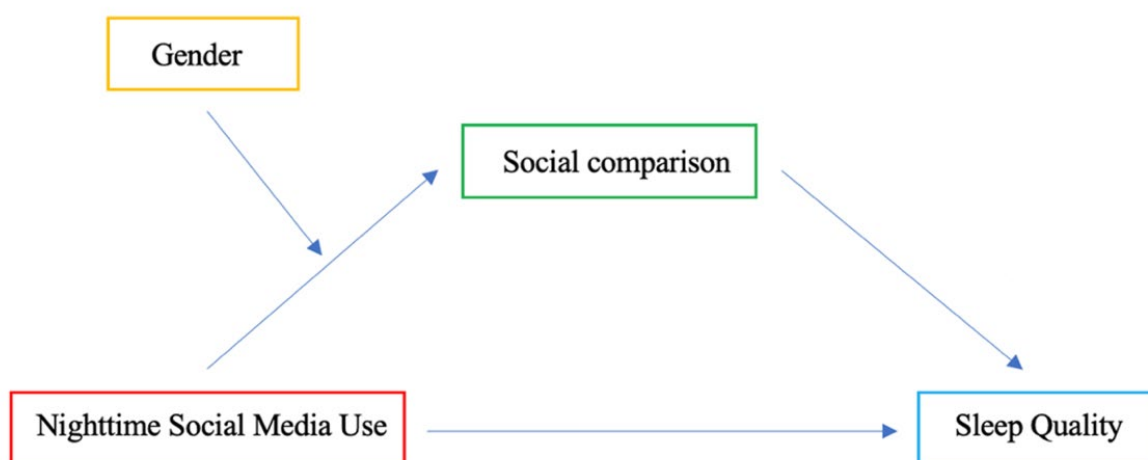 Gender
Social comparison
Nighttime Social Media Use
Sleep Quality